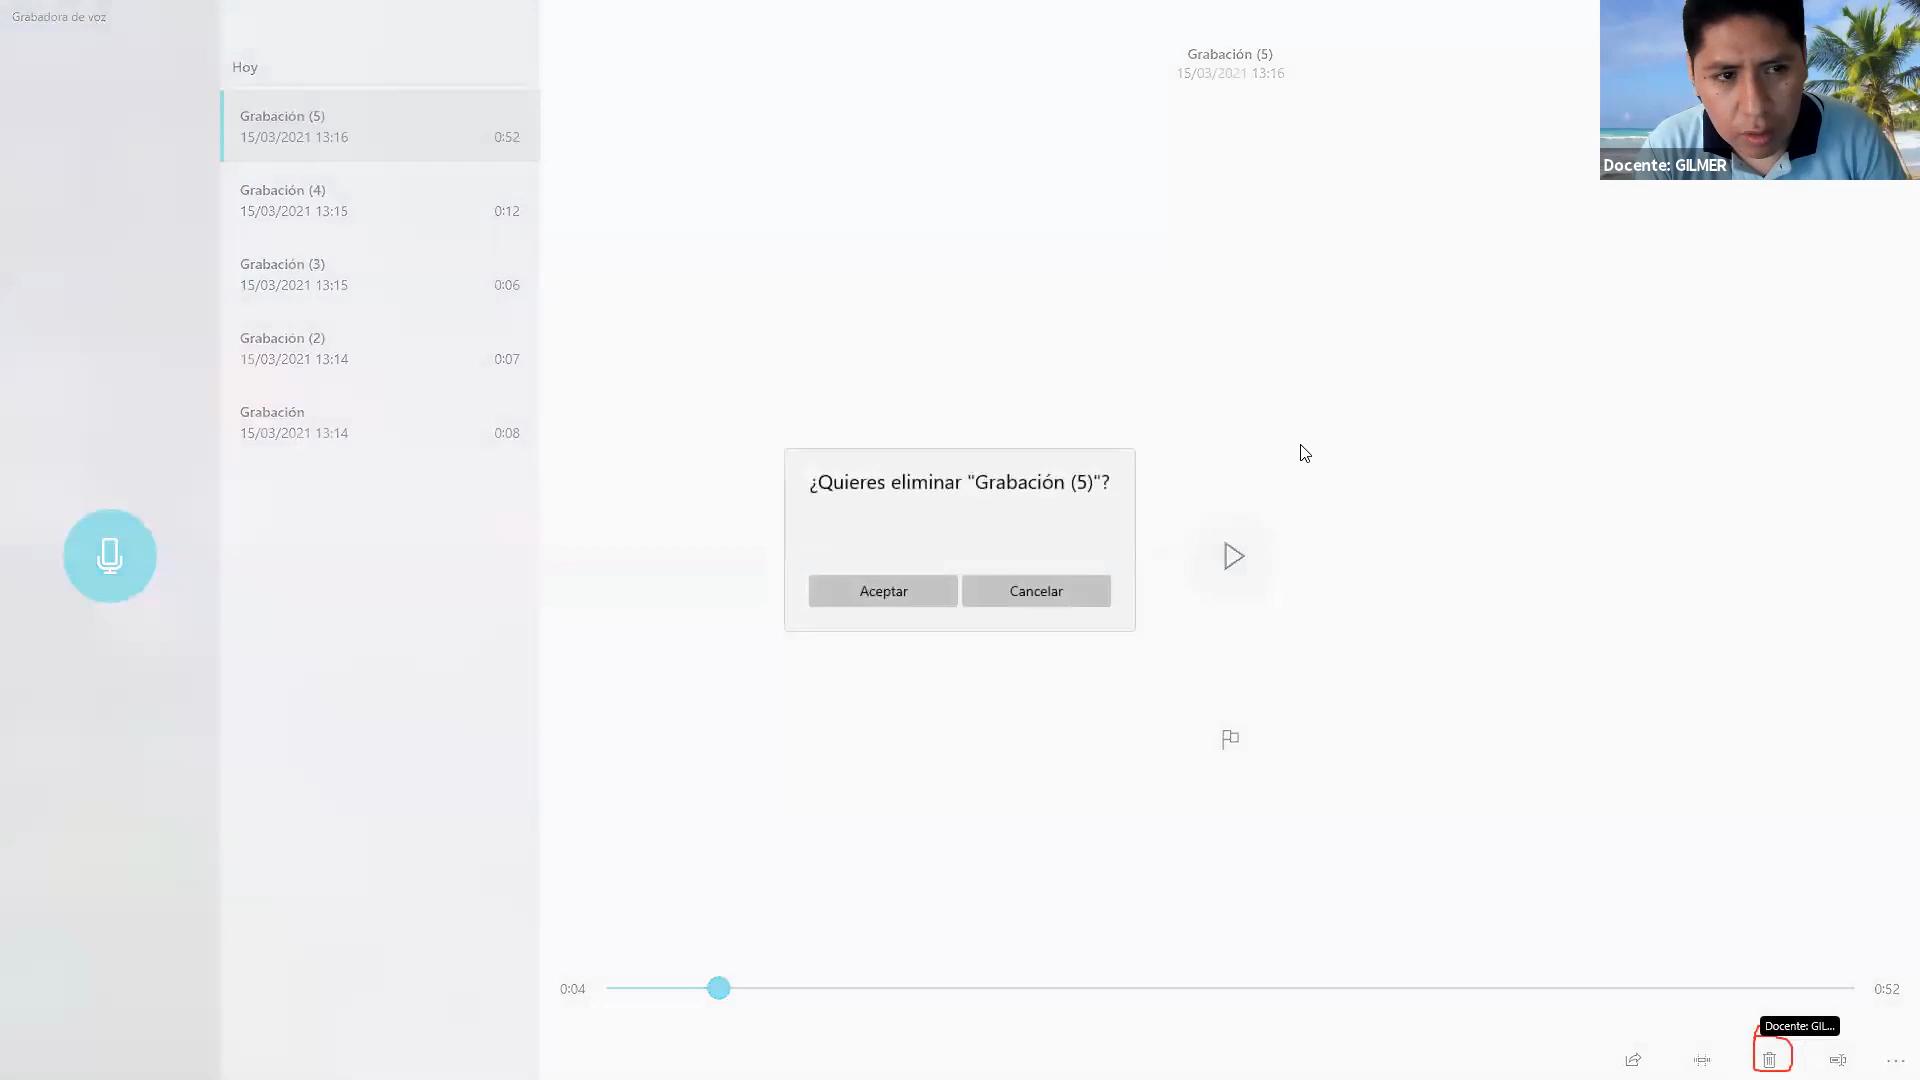 Grabadora de voz
Hoy
Grabación (5)
15/03/2021 13:16 0:52
Grabación (4)
15/03/2021 13:15 0:12
Grabación (3)
15/03/2021 13:15 0:06
Grabación (2)
15/03/2021 13:14 0:07
Grabación
15/03/2021 13:14 0:08
Grabación (5)
15/03/2021 13:16
Docente: GILMER
¿Quieres eliminar "Grabación (5)"?
Aceptar Cancelar
0:04 0:52
Docente: GIL...